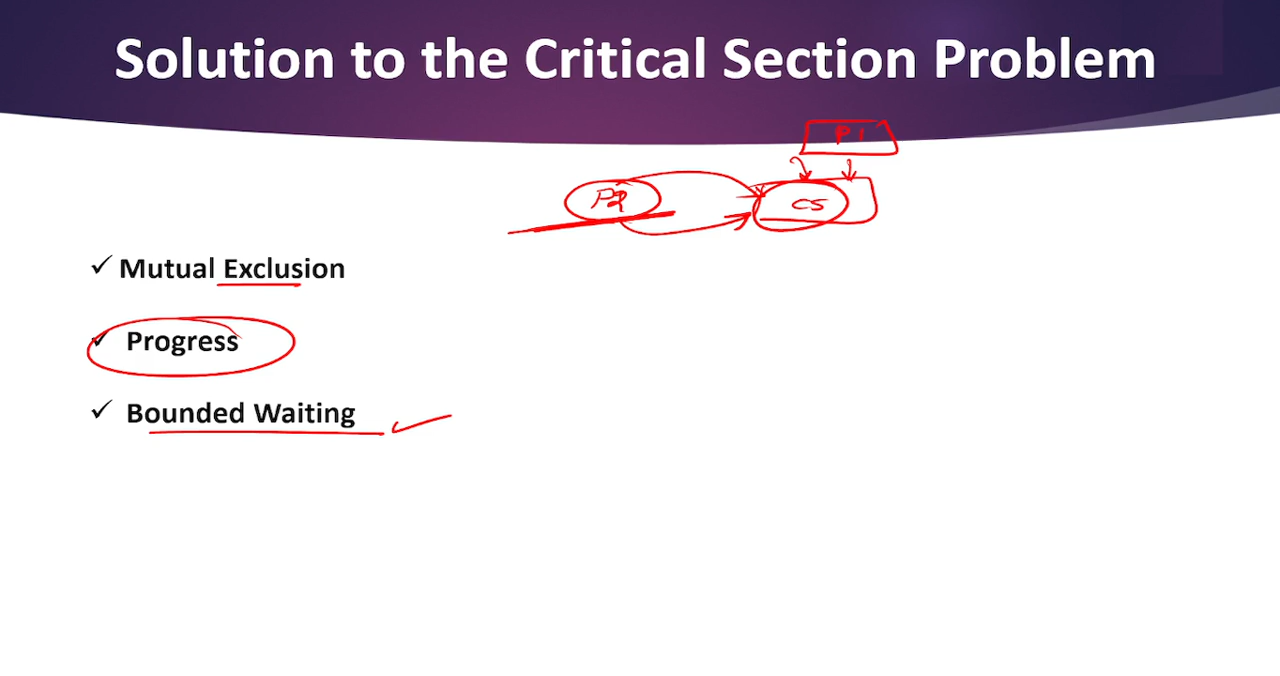 Solution to the Critical Section Problem
P1
P2
CS
✓ Mutual Exclusion
✓ Progress
✓ Bounded Waiting